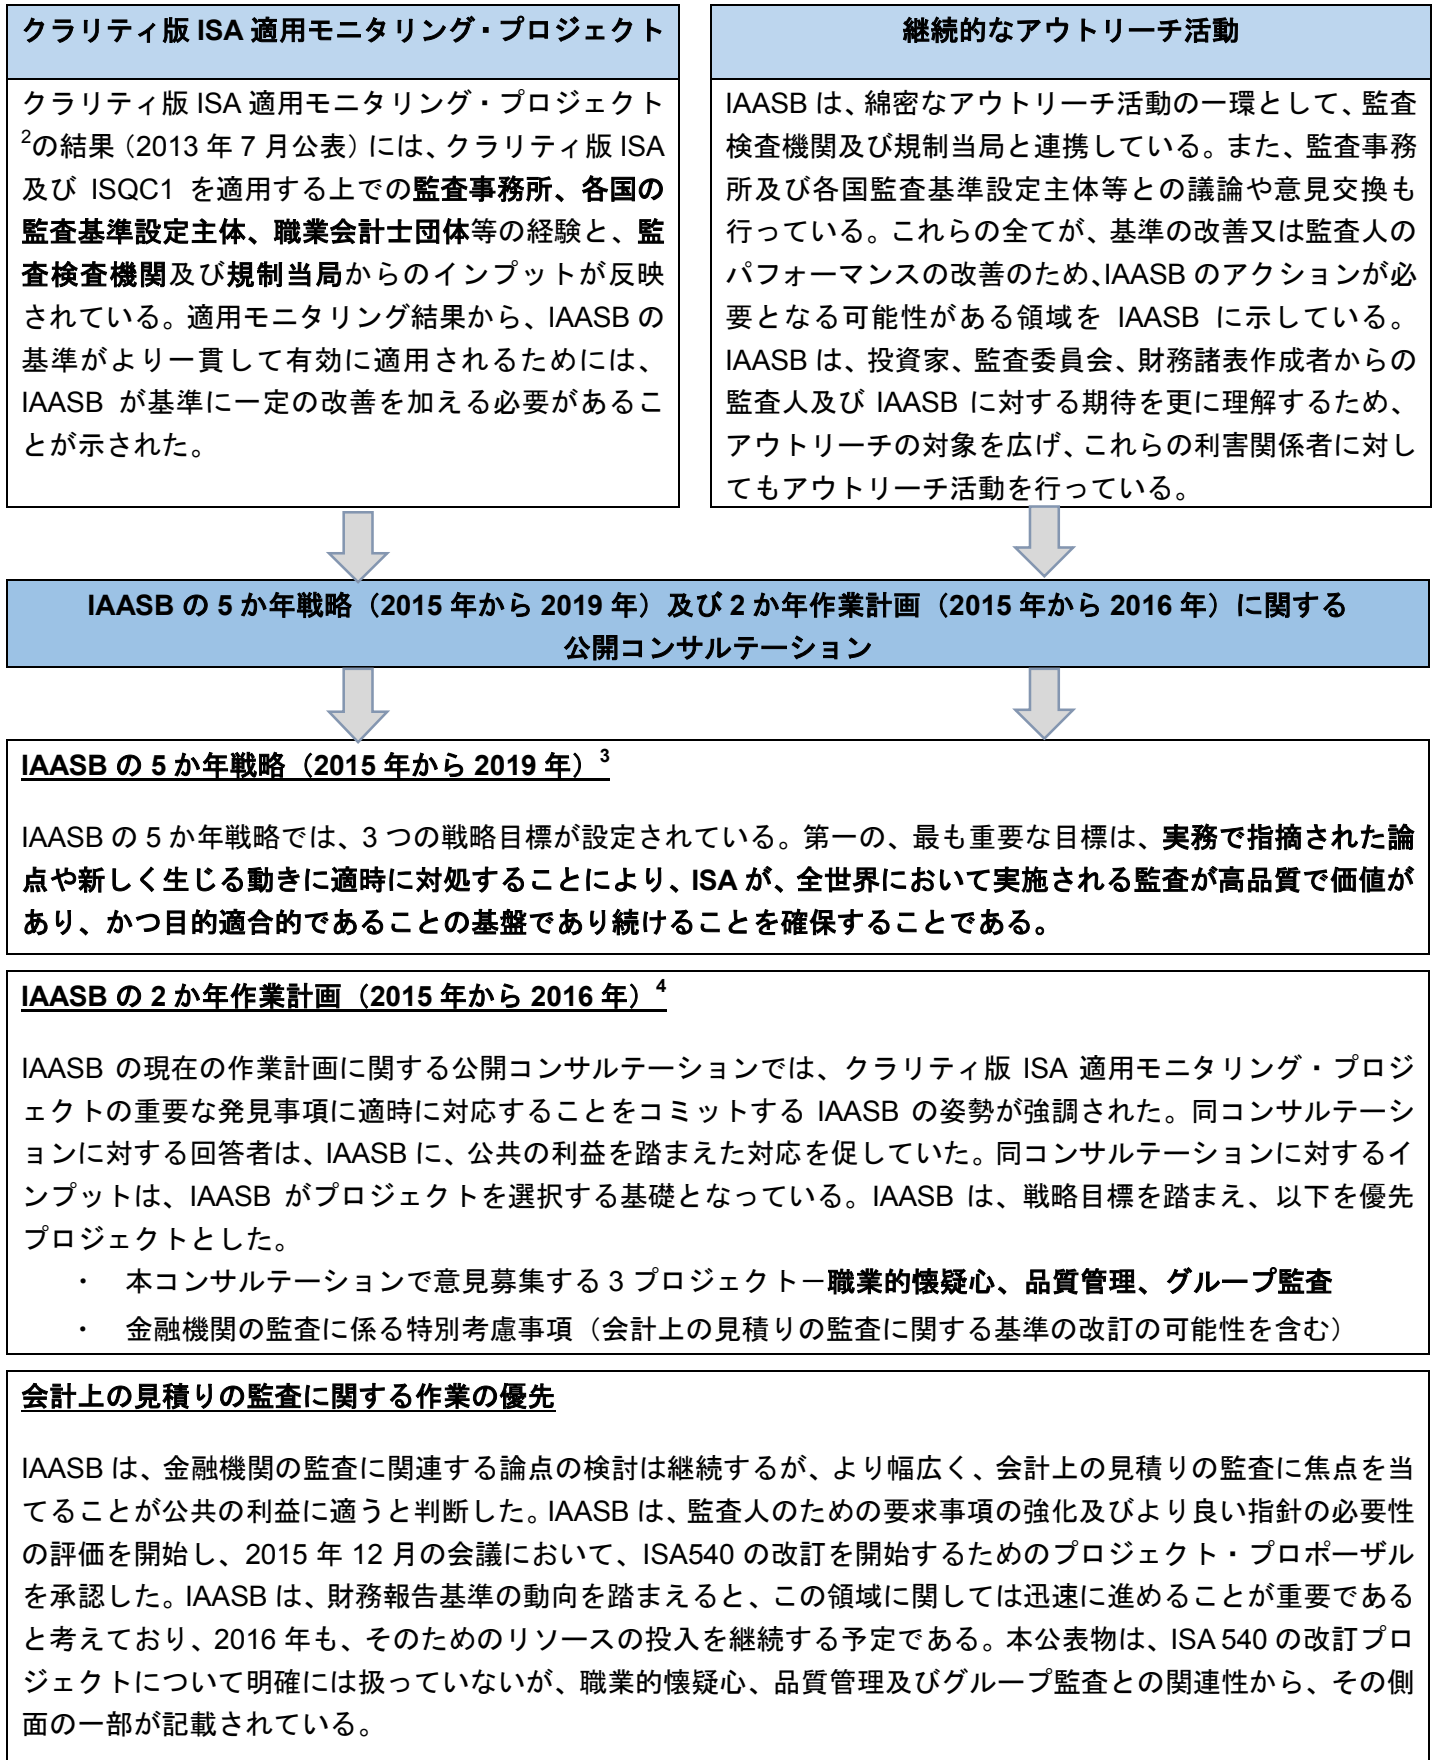 クラリティ版 ISA 適用モニタリング・プロジェクト
クラリティ版 ISA 適用モニタリング・プロジェクト
2の結果（2013 年 7 月公表）には、クラリティ版 ISA
及び ISQC1 を適用する上での監査事務所、各国の
監査基準設定主体、職業会計士団体等の経験と、監
査検査機関及び規制当局からのインプットが反映
されている。適用モニタリング結果から、IAASB の
基準がより一貫して有効に適用されるためには、
IAASB が基準に一定の改善を加える必要があるこ
とが示された。
継続的なアウトリーチ活動
IAASB は、綿密なアウトリーチ活動の一環として、監査
検査機関及び規制当局と連携している。また、監査事務
所及び各国監査基準設定主体等との議論や意見交換も
行っている。これらの全てが、基準の改善又は監査人の
パフォーマンスの改善のため、IAASB のアクションが必
要となる可能性がある領域を IAASB に示している。
IAASB は、投資家、監査委員会、財務諸表作成者からの
監査人及び IAASB に対する期待を更に理解するため、
アウトリーチの対象を広げ、これらの利害関係者に対し
てもアウトリーチ活動を行っている。
IAASB の 5 か年戦略（2015 年から 2019 年）及び 2 か年作業計画（2015 年から 2016 年）に関する
公開コンサルテーション
IAASB の 5 か年戦略（2015 年から 2019 年）3
IAASB の 5 か年戦略では、3 つの戦略目標が設定されている。第一の、最も重要な目標は、実務で指摘された論
点や新しく生じる動きに適時に対処することにより、ISA が、全世界において実施される監査が高品質で価値が
あり、かつ目的適合的であることの基盤であり続けることを確保することである。
IAASB の 2 か年作業計画（2015 年から 2016 年）4
IAASB の現在の作業計画に関する公開コンサルテーションでは、クラリティ版 ISA 適用モニタリング・プロジ
ェクトの重要な発見事項に適時に対応することをコミットする IAASB の姿勢が強調された。同コンサルテーシ
ョンに対する回答者は、IAASB に、公共の利益を踏まえた対応を促していた。同コンサルテーションに対するイ
ンプットは、IAASB がプロジェクトを選択する基礎となっている。IAASB は、戦略目標を踏まえ、以下を優先
プロジェクトとした。
・ 本コンサルテーションで意見募集する 3 プロジェクト－職業的懐疑心、品質管理、グループ監査
・ 金融機関の監査に係る特別考慮事項（会計上の見積りの監査に関する基準の改訂の可能性を含む）
会計上の見積りの監査に関する作業の優先
IAASB は、金融機関の監査に関連する論点の検討は継続するが、より幅広く、会計上の見積りの監査に焦点を当
てることが公共の利益に適うと判断した。IAASB は、監査人のための要求事項の強化及びより良い指針の必要性
の評価を開始し、2015 年 12 月の会議において、ISA540 の改訂を開始するためのプロジェクト・プロポーザル
を承認した。IAASB は、財務報告基準の動向を踏まえると、この領域に関しては迅速に進めることが重要である
と考えており、2016 年も、そのためのリソースの投入を継続する予定である。本公表物は、ISA 540 の改訂プロ
ジェクトについて明確には扱っていないが、職業的懐疑心、品質管理及びグループ監査との関連性から、その側
面の一部が記載されている。